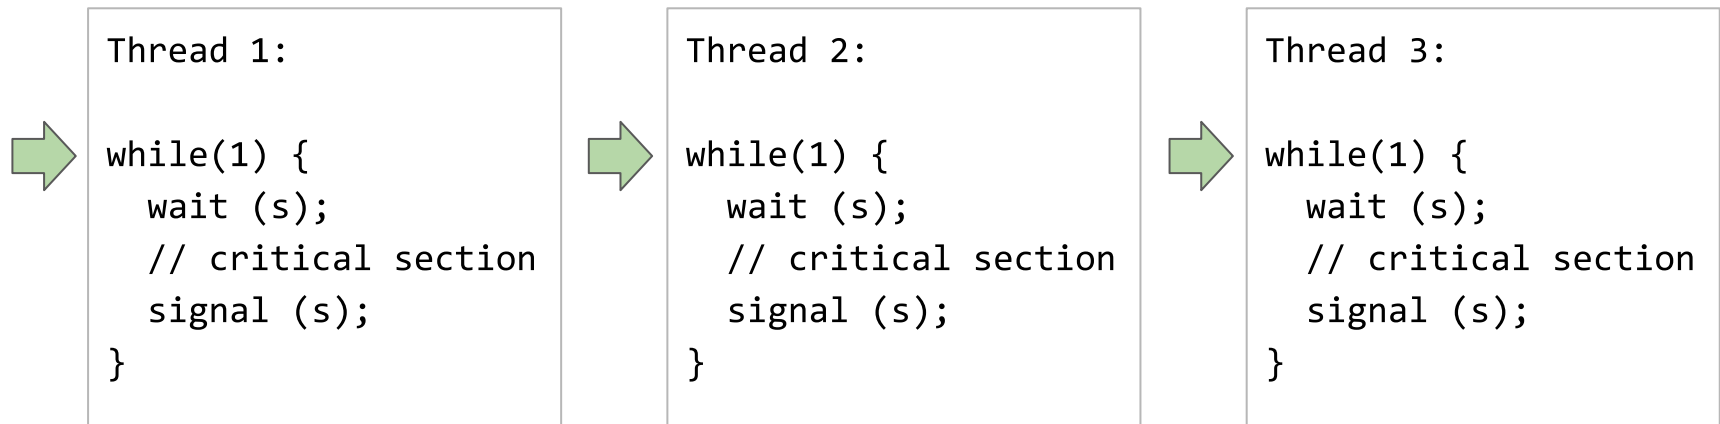 Thread 1:
while(1) {
  wait (s);
  // critical section
  signal (s);
}
Thread 2:
while(1) {
  wait (s);
  // critical section
  signal (s);
}
Thread 3:
while(1) {
  wait (s);
  // critical section
  signal (s);
}